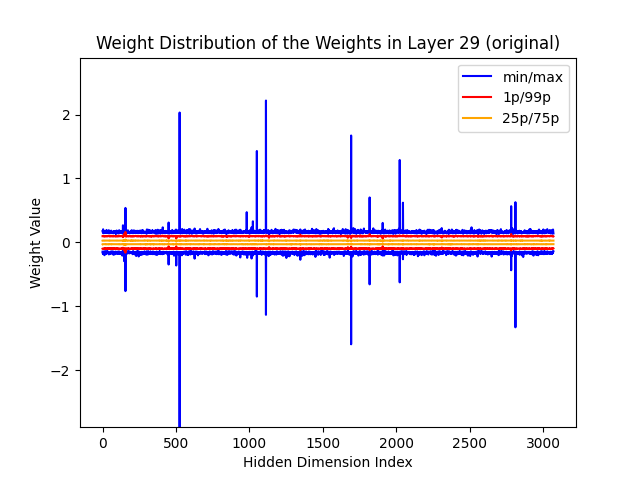 Weight Distribution of the Weights in Layer 29 (original)
min/max
1p/99p
25p/75p
2
1
0
−1
−2
Weight Value
0
500
1000
1500
2000
2500
3000
Hidden Dimension Index